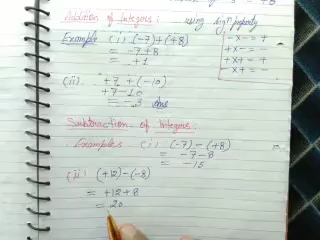 Addition of Integers: using sign property
Example (i) (-7)+(+8)
= -7+8
= +1
- x - = +
+ x - = -
+ x + = +
- x + = -
(ii) +7 + (-10)
+7-10
= -3 Ans
Subtraction of Integers:
Examples (i) (-7) - (+8)
= -7-8
= -15
(ii) (+12) - (-8)
= +12+8
= 20